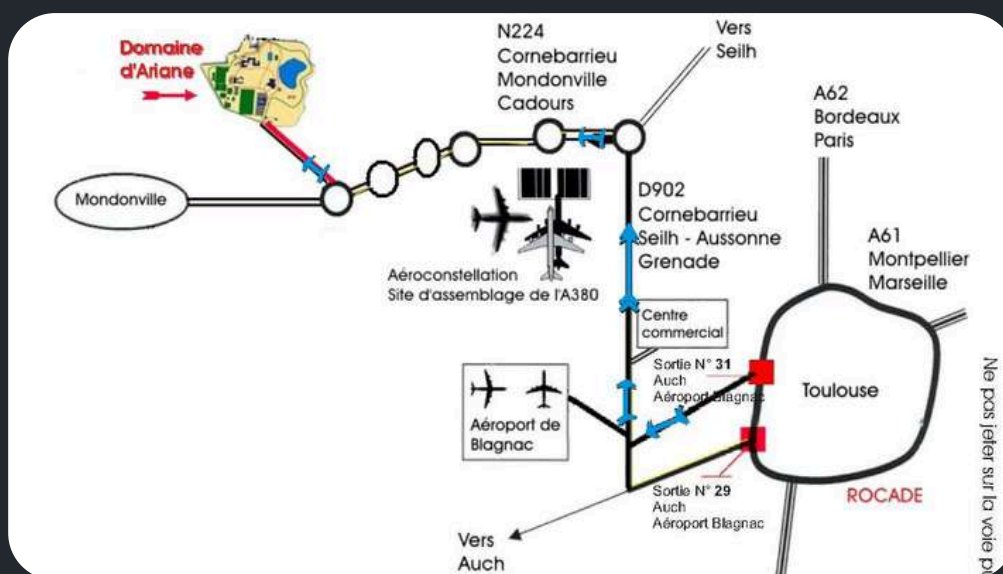 Domaine
d'Ariane
N224
Cornebarrieu
Mondonville
Cadours
Vers
Seilh
A62
Bordeaux
Paris
Mondonville
D902
Cornebarrieu
Seilh - Aussonne
Grenade
A61
Montpellier
Marseille
Aéroconstellation
Site d'assemblage de l'A380
Centre
commercial
Sortie N° 31
Auch
Aéroport Blagnac
Toulouse
Aéroport de
Blagnac
Sortie N° 29
Auch
Aéroport Blagnac
ROCADE
Vers
Auch
Ne pas jeter sur la voie